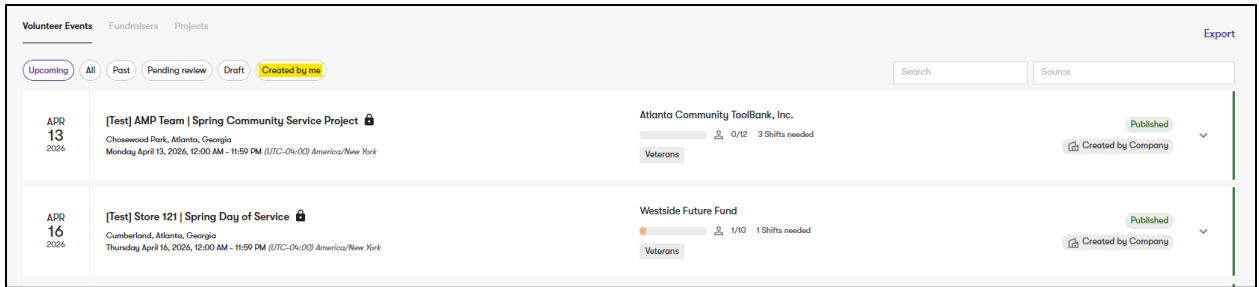 Volunteer Events Fundraisers Projects
Export
Upcoming All Past Pending review Draft Created by me
Search Source
APR
13
2026
[Test] AMP Team | Spring Community Service Project
Chosewood Park, Atlanta, Georgia
Monday April 13, 2026, 12:00 AM - 11:59 PM (UTC-04:00) America/New York
Atlanta Community ToolBank, Inc.
0/12 3 Shifts needed
Veterans
Published
Created by Company
APR
16
2026
[Test] Store 121 | Spring Day of Service
Cumberland, Atlanta, Georgia
Thursday April 16, 2026, 12:00 AM - 11:59 PM (UTC-04:00) America/New York
Westside Future Fund
1/10 1 Shifts needed
Veterans
Published
Created by Company